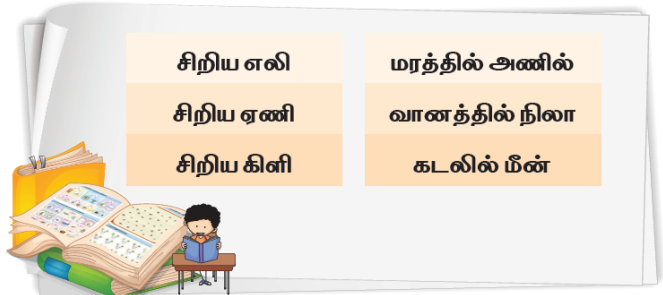 சிறிய எலி
சிறிய ஏணி
சிறிய கிளி
மரத்தில் அணில்
வானத்தில் நிலா
கடலில் மீன்